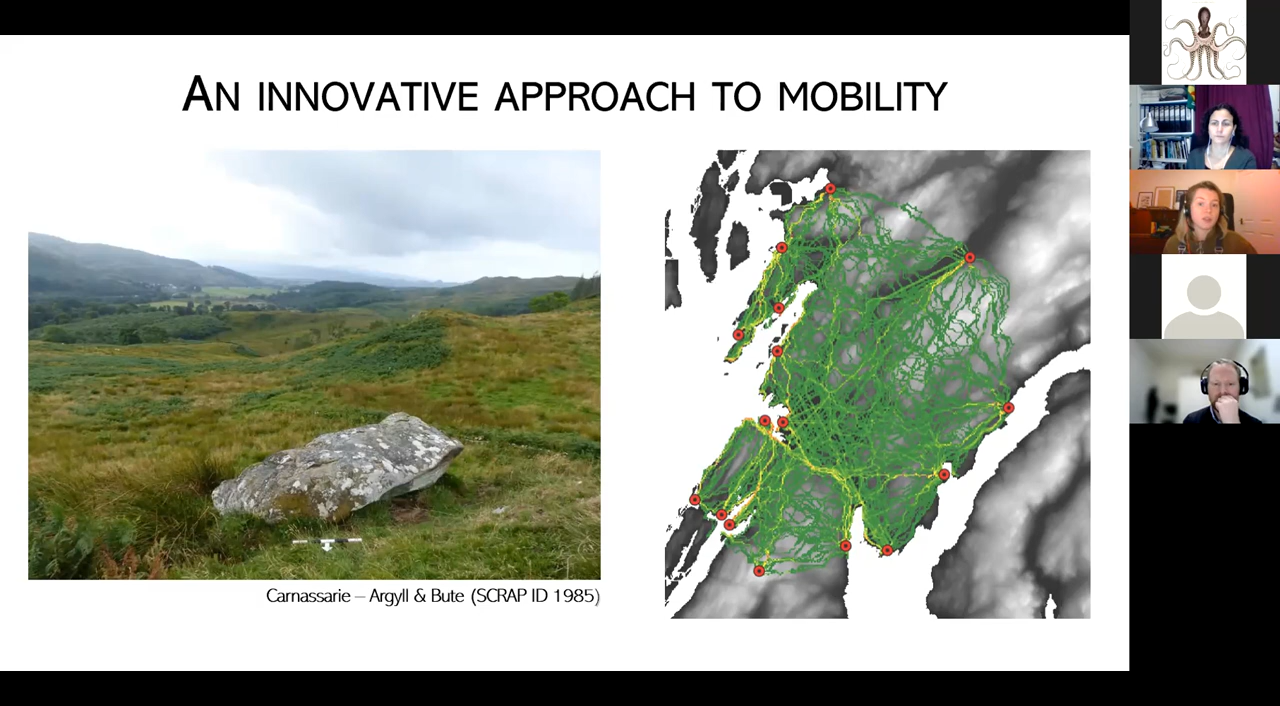 AN INNOVATIVE APPROACH TO MOBILITY
Carnassarie – Argyll & Bute (SCRAP ID 1985)